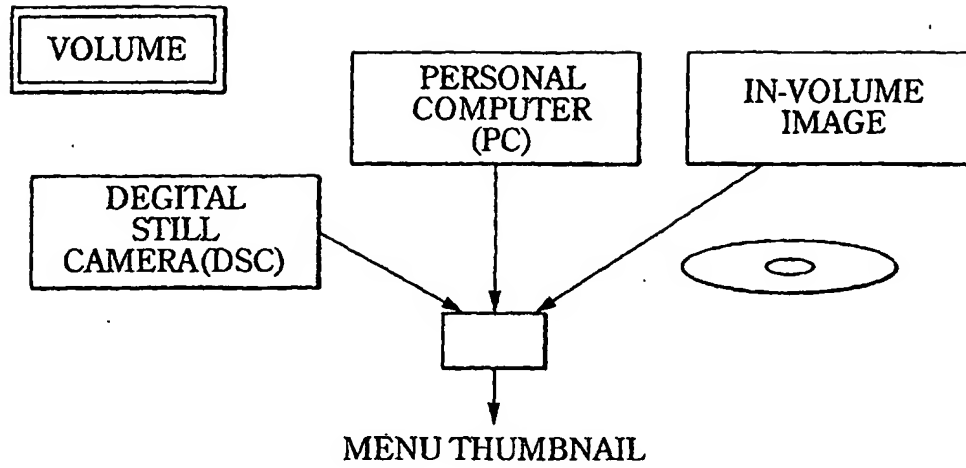 VOLUME
PERSONAL
COMPUTER
(PC)
IN-VOLUME
IMAGE
DEGITAL
STILL
CAMERA(DSC)
MENU THUMBNAIL